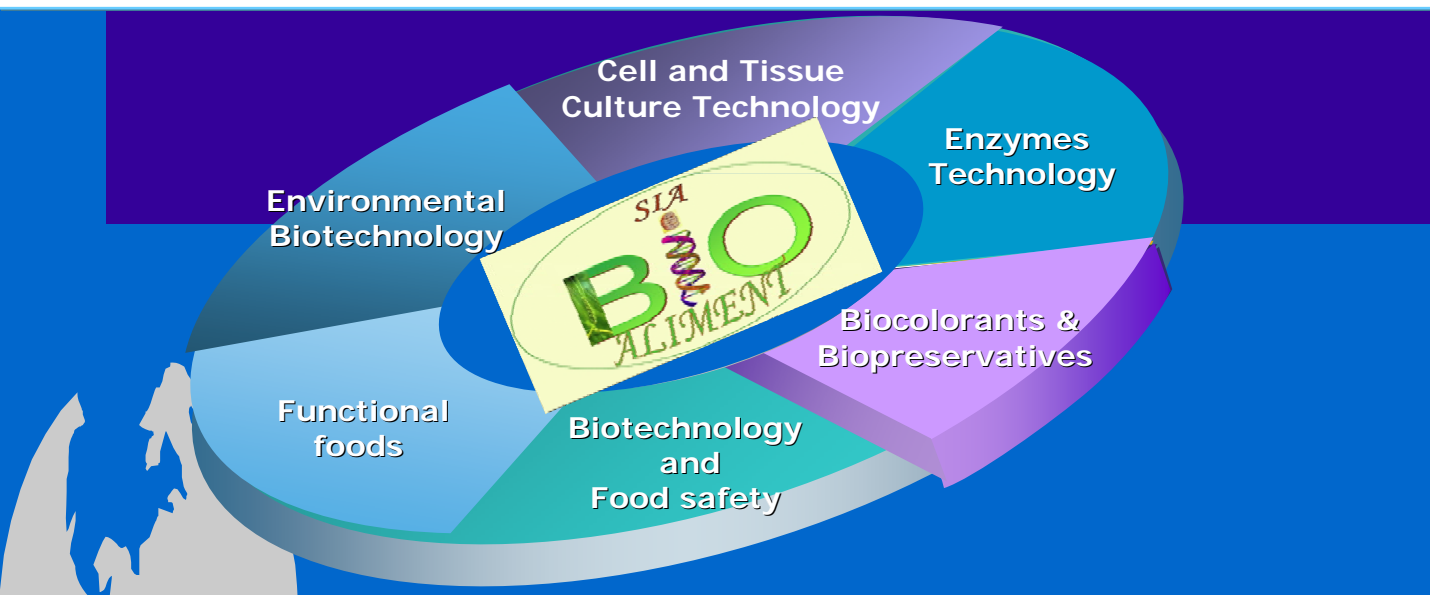 Cell and Tissue
Culture Technology
Enzymes
Technology
Environmental
Biotechnology
SIA
BiO
ALIMENT
Biocolorants &
Biopreservatives
Functional
foods
Biotechnology
and
Food safety